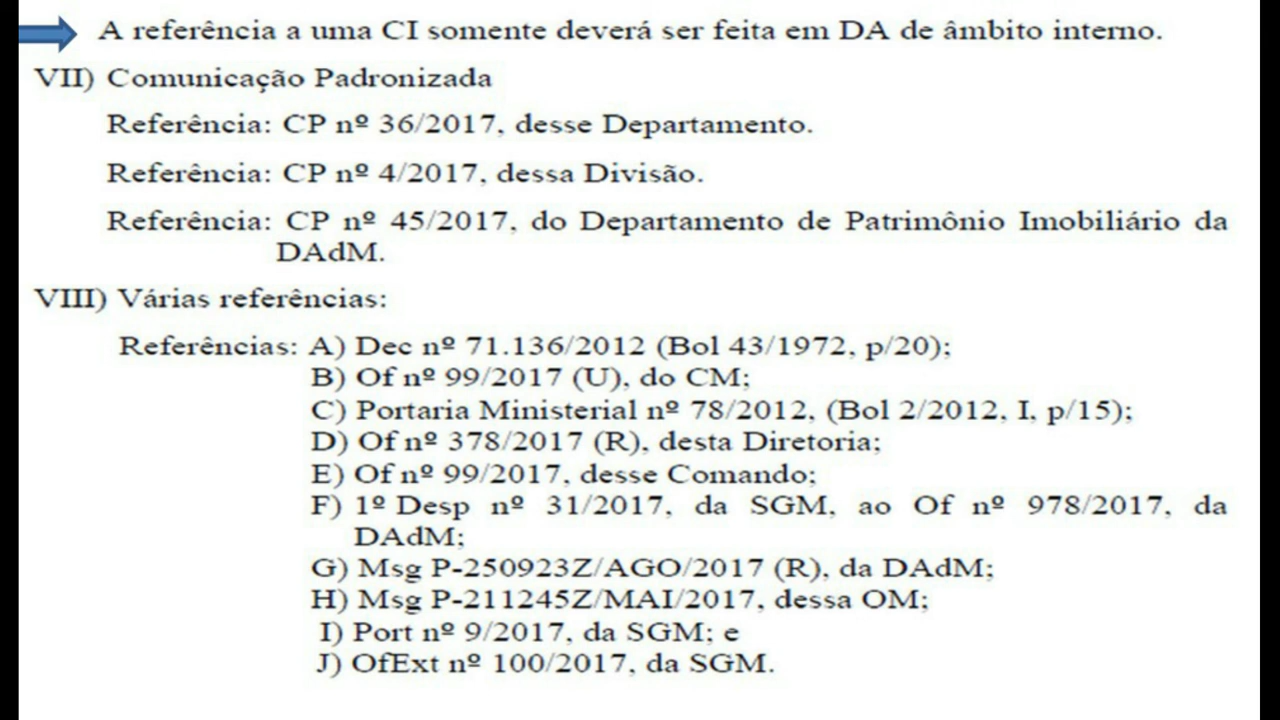 A referência a uma CI somente deverá ser feita em DA de âmbito interno.
VII) Comunicação Padronizada
Referência: CP nº 36/2017, desse Departamento.
Referência: CP nº 4/2017, dessa Divisão.
Referência: CP nº 45/2017, do Departamento de Patrimônio Imobiliário da
DAdM.
VIII) Várias referências:
Referências: A) Dec nº 71.136/2012 (Bol 43/1972, p/20);
B) Of nº 99/2017 (U), do CM;
C) Portaria Ministerial nº 78/2012, (Bol 2/2012, I, p/15);
D) Of nº 378/2017 (R), desta Diretoria;
E) Of nº 99/2017, desse Comando;
F) 1º Desp nº 31/2017, da SGM, ao Of nº 978/2017, da
DAdM;
G) Msg P-250923Z/AGO/2017 (R), da DAdM;
H) Msg P-211245Z/MAI/2017, dessa OM;
I) Port nº 9/2017, da SGM; e
J) OfExt nº 100/2017, da SGM.